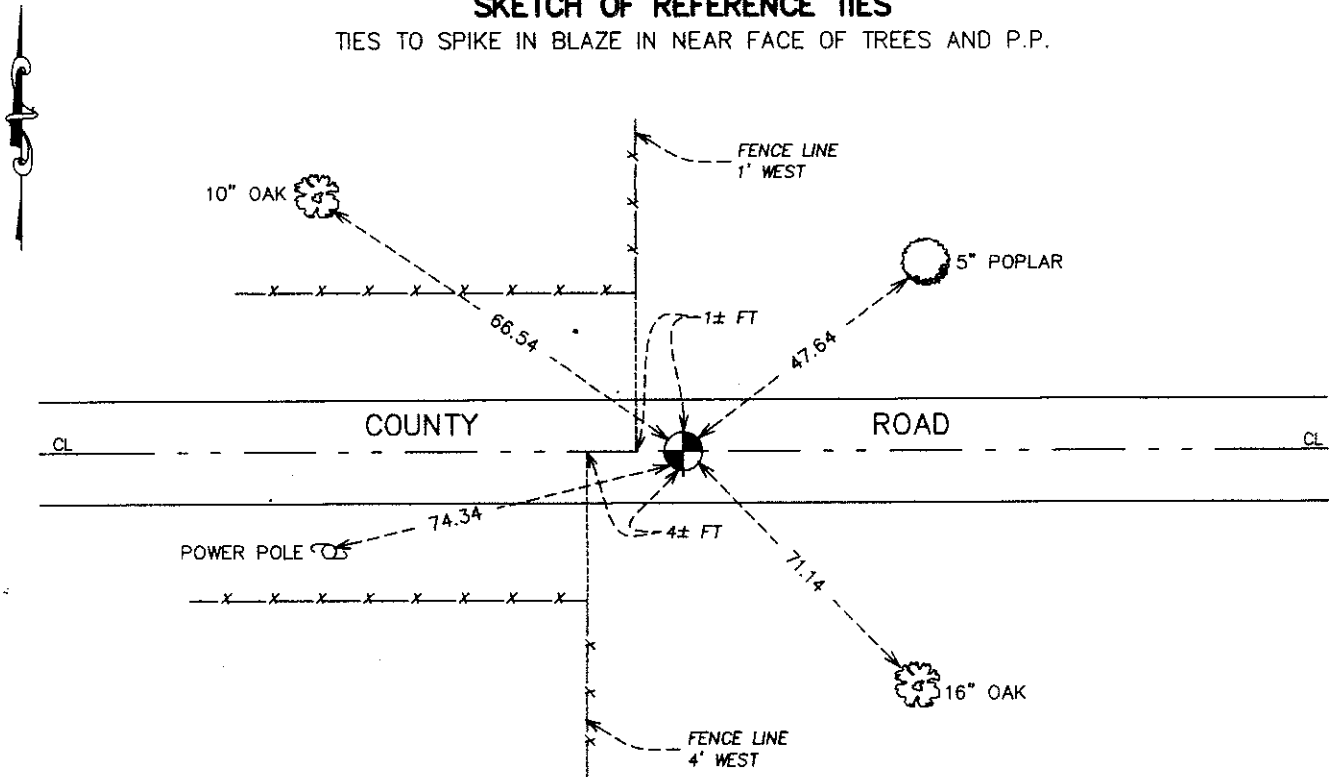 SKETCH OF REFERENCE TIES
TIES TO SPIKE IN BLAZE IN NEAR FACE OF TREES AND P.P.
FENCE LINE
1' WEST
10" OAK
5" POPLAR
66.54
1± FT
47.64
COUNTY ROAD
CL
CL
74.34
4± FT
POWER POLE
71.14
16" OAK
FENCE LINE
4' WEST